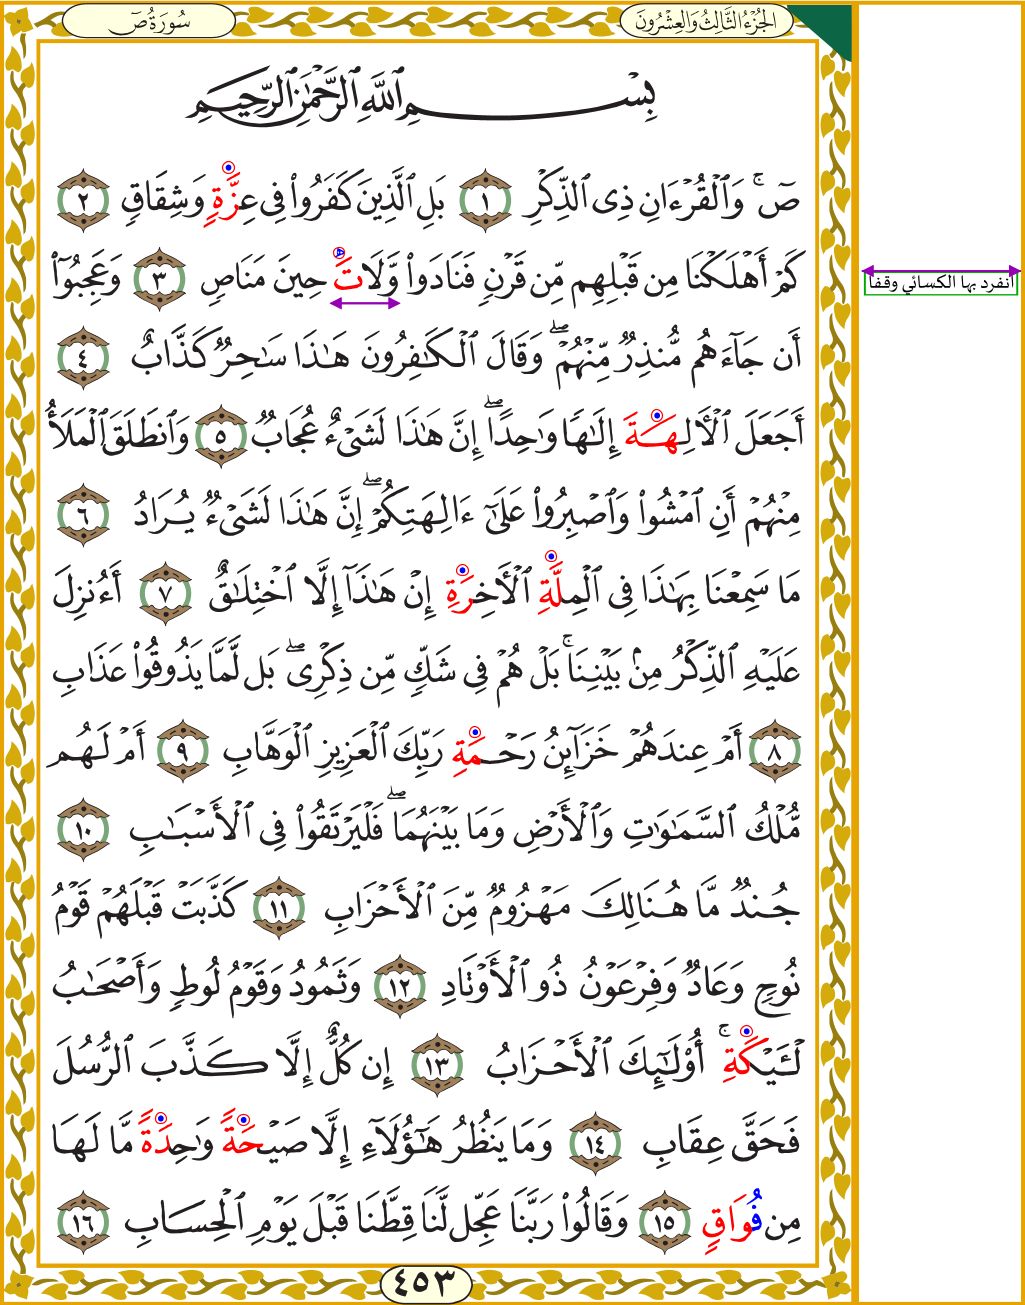 سُورَةُ صٓ
الجُزْءُ الثَّالِثُ وَالعِشْرُونَ
بِسْمِ ٱللَّهِ ٱلرَّحْمَٰنِ ٱلرَّحِيمِ
صٓۚ وَٱلْقُرْءَانِ ذِى ٱلذِّكْرِ ١ بَلِ ٱلَّذِينَ كَفَرُوا۟ فِى عِزَّةٍ وَشِقَاقٍ ٢
كَمْ أَهْلَكْنَا مِن قَبْلِهِم مِّن قَرْنٍ فَنَادَوا۟ وَّلَاتَ حِينَ مَنَاصٍ ٣ وَعَجِبُوٓا۟
أَن جَآءَهُم مُّنذِرٌ مِّنْهُمْۖ وَقَالَ ٱلْكَٰفِرُونَ هَٰذَا سَٰحِرٌ كَذَّابٌ ٤
أَجَعَلَ ٱلْأَلِهَةَ إِلَٰهًا وَٰحِدًاۖ إِنَّ هَٰذَا لَشَىْءٌ عُجَابٌ ٥ وَٱنطَلَقَ ٱلْمَلَأُ
مِنْهُمْ أَنِ ٱمْشُوا۟ وَٱصْبِرُوا۟ عَلَىٰٓ ءَالِهَتِكُمْۖ إِنَّ هَٰذَا لَشَىْءٌ يُرَادُ ٦
مَا سَمِعْنَا بِهَٰذَا فِى ٱلْمِلَّةِ ٱلْأَخِرَةِ إِنْ هَٰذَآ إِلَّا ٱخْتِلَٰقٌ ٧ أَءُنزِلَ
عَلَيْهِ ٱلذِّكْرُ مِنۢ بَيْنِنَاۚ بَلْ هُمْ فِى شَكٍّ مِّن ذِكْرِىۖ بَل لَّمَّا يَذُوقُوا۟ عَذَابِ
٨ أَمْ عِندَهُمْ خَزَآئِنُ رَحْمَةِ رَبِّكَ ٱلْعَزِيزِ ٱلْوَهَّابِ ٩ أَمْ لَهُم
مُّلْكُ ٱلسَّمَٰوَٰتِ وَٱلْأَرْضِ وَمَا بَيْنَهُمَاۖ فَلْيَرْتَقُوا۟ فِى ٱلْأَسْبَٰبِ ١٠
جُندٌ مَّا هُنَالِكَ مَهْزُومٌ مِّنَ ٱلْأَحْزَابِ ١١ كَذَّبَتْ قَبْلَهُمْ قَوْمُ
نُوحٍ وَعَادٌ وَفِرْعَوْنُ ذُو ٱلْأَوْتَادِ ١٢ وَثَمُودُ وَقَوْمُ لُوطٍ وَأَصْحَٰبُ
لْـَٔيْكَةِۚ أُو۟لَٰٓئِكَ ٱلْأَحْزَابُ ١٣ إِن كُلٌّ إِلَّا كَذَّبَ ٱلرُّسُلَ
فَحَقَّ عِقَابِ ١٤ وَمَا يَنظُرُ هَٰٓؤُلَآءِ إِلَّا صَيْحَةً وَٰحِدَةً مَّا لَهَا
مِن فُوَاقٍ ١٥ وَقَالُوا۟ رَبَّنَا عَجِّل لَّنَا قِطَّنَا قَبْلَ يَوْمِ ٱلْحِسَابِ ١٦
٤٥٣
انفرد بها الكسائي وقفا